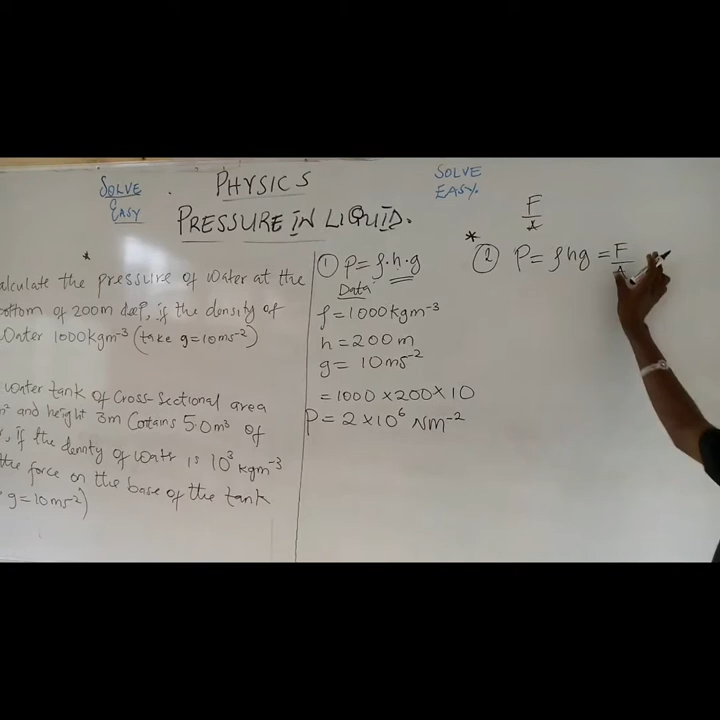 SOLVE
EASY
PHYSICS
PRESSURE IN LIQUID.
SOLVE
EASY.
F
A
*
alculate the pressure of water at the
bottom of 200m deep, if the density of
water 1000kgm⁻³ (take g=10ms⁻²)
water tank of Cross-Sectional area
m² and height 3m Contains 5.0m³ of
, if the density of water is 10³ kgm⁻³
the force on the base of the tank
g=10ms⁻²)
① P= ρ.h.g
Data
ρ=1000kgm⁻³
h=200m
g= 10ms⁻²
=1000×200×10
P= 2×10⁶ Nm⁻²
*
② P= ρhg = F
A